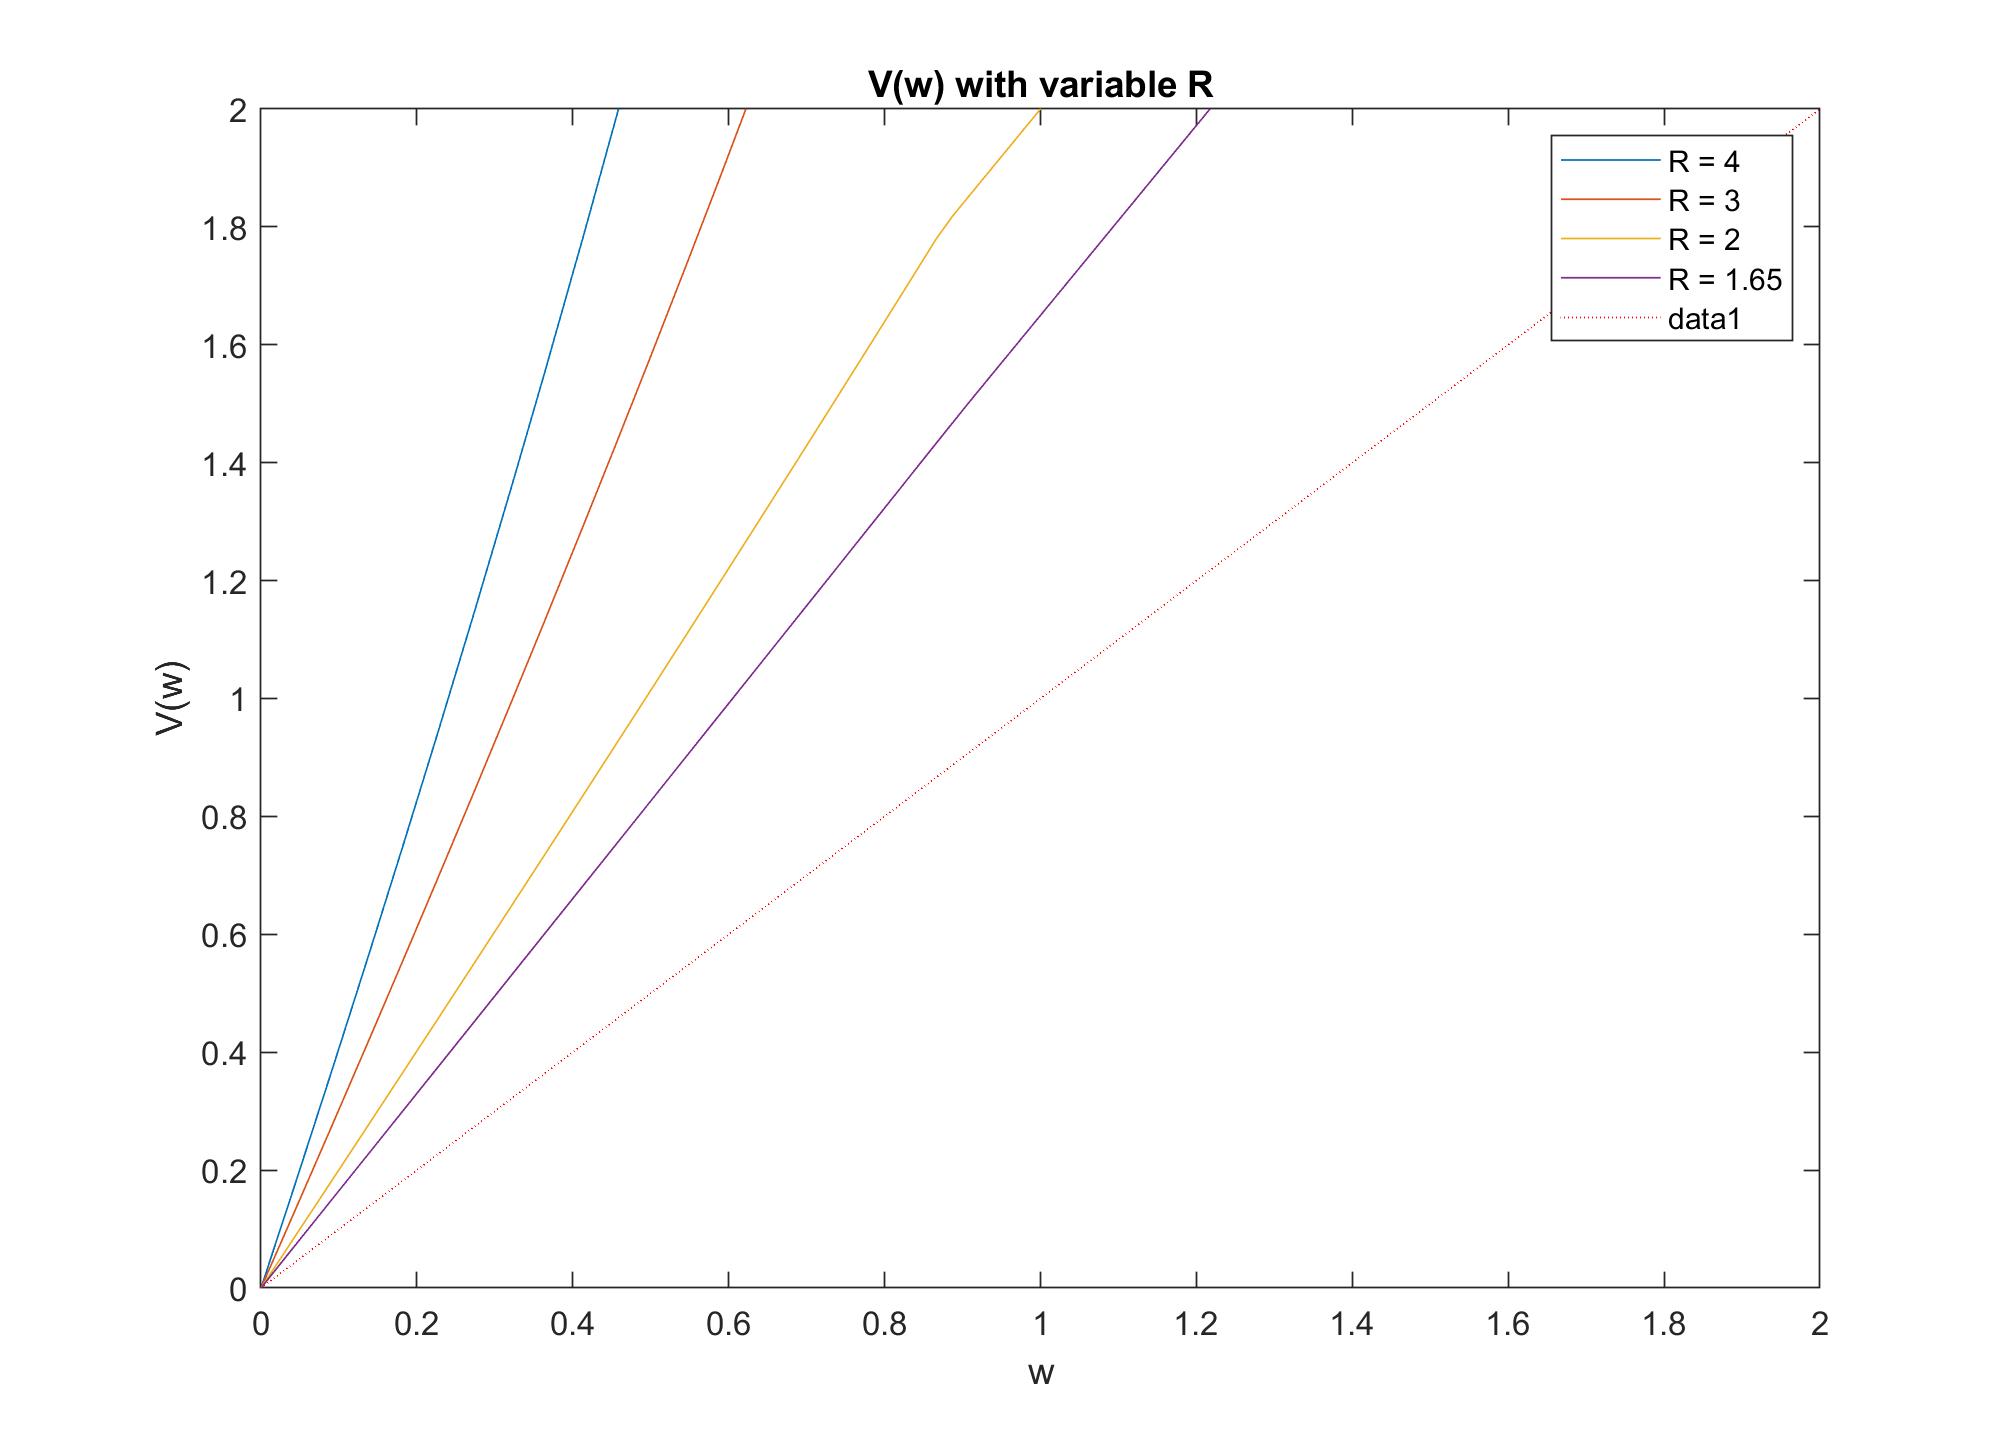 V(w) with variable R
2
1.8
1.6
1.4
1.2
1
0.8
0.6
0.4
0.2
0
V(w)
R = 4
R = 3
R = 2
R = 1.65
data1
0 0.2 0.4 0.6 0.8 1 1.2 1.4 1.6 1.8 2
w